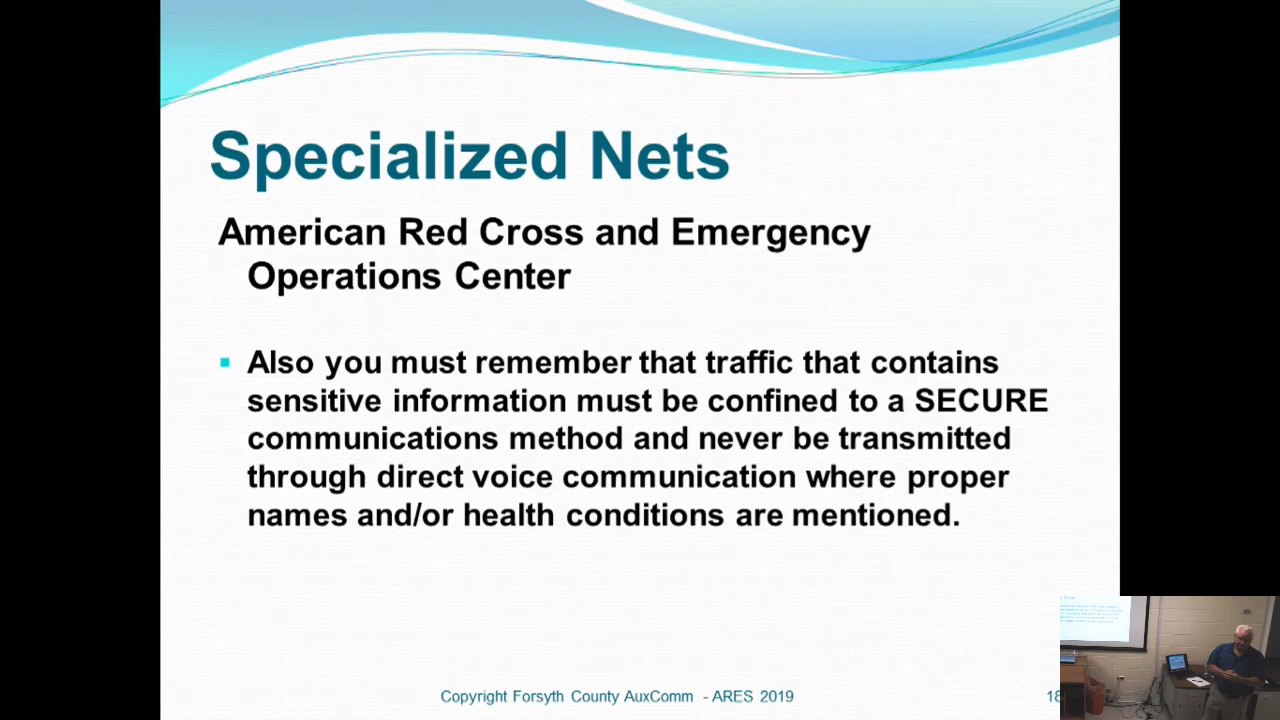 Specialized Nets
American Red Cross and Emergency
Operations Center
Also you must remember that traffic that contains
sensitive information must be confined to a SECURE
communications method and never be transmitted
through direct voice communication where proper
names and/or health conditions are mentioned.
Copyright Forsyth County AuxComm - ARES 2019
18